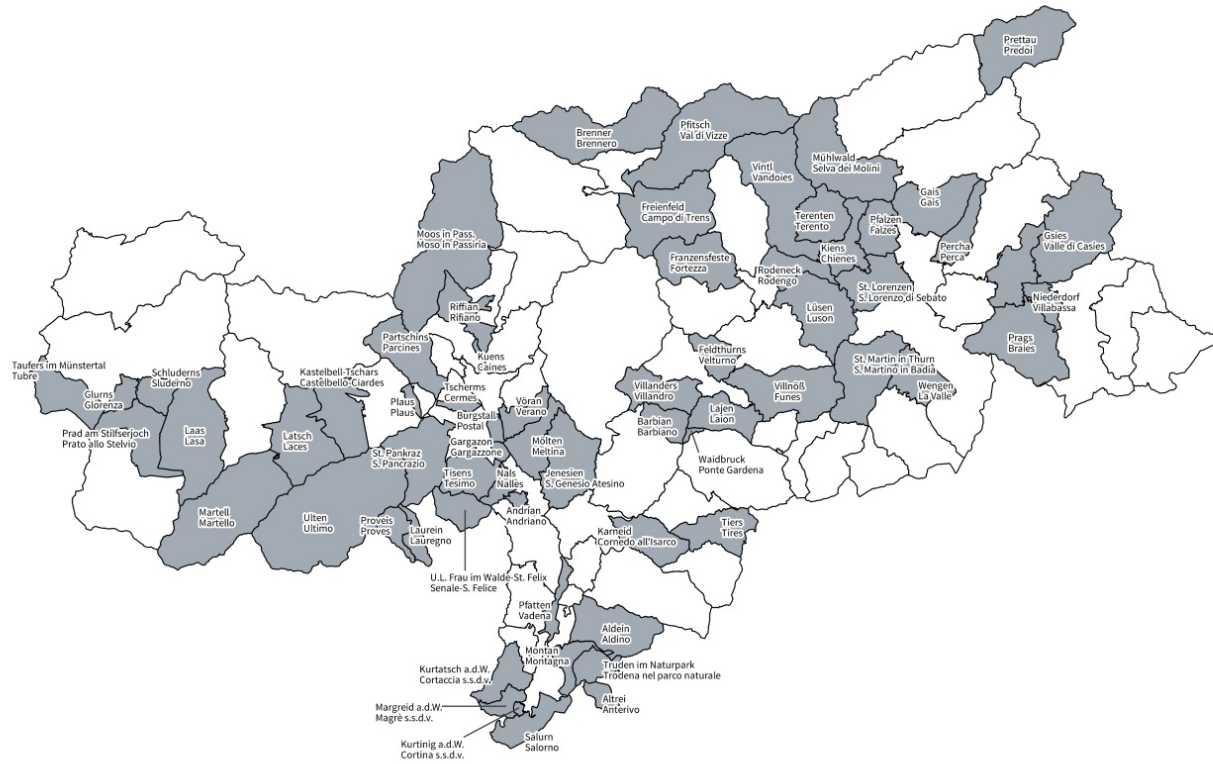 Prettau
Predoi
Brenner
Brennero
Pfitsch
Val di Vizze
Mühlwald
Selva dei Molini
Vintl
Vandoies
Gais
Gais
Freienfeld
Campo di Trens
Terenten
Terento
Pfalzen
Falzes
Moos in Pass.
Moso in Passiria
Gsies
Valle di Casies
Kiens
Chienes
Percha
Perca
Franzensfeste
Fortezza
Rodeneck
Rodengo
St. Lorenzen
S. Lorenzo di Sebato
Niederdorf
Villabassa
Riffian
Rifiano
Lüsen
Luson
Partschins
Parcines
Prags
Braies
Kuens
Caines
Feldthurns
Velturno
St. Martin in Thurn
S. Martino in Badia
Taufers im Münstertal
Tubre
Schluderns
Sluderno
Kastelbell-Tschars
Castelbello-Ciardes
Tscherms
Cermes
Villanders
Villandro
Villnöß
Funes
Wengen
La Valle
Glurns
Glorenza
Plaus
Plaus
Vöran
Verano
Burgstall
Postal
Lajen
Laion
Barbian
Barbiano
Prad am Stilfserjoch
Prato allo Stelvio
Laas
Lasa
Latsch
Laces
Gargazon
Gargazzone
Mölten
Meltina
St. Pankraz
S. Pancrazio
Waidbruck
Ponte Gardena
Tisens
Tesimo
Nals
Nalles
Jenesien
S. Genesio Atesino
Martell
Martello
Ulten
Ultimo
Proveis
Proves
Laurein
Lauregno
Andrian
Andriano
Karneid
Cornedo all'Isarco
Tiers
Tires
U.L. Frau im Walde-St. Felix
Senale-S. Felice
Pfatten
Vadena
Aldein
Aldino
Montan
Montagna
Kurtatsch a.d.W.
Cortaccia s.s.d.v.
Truden im Naturpark
Trodena nel parco naturale
Altrei
Anterivo
Margreid a.d.W.
Magrè s.s.d.v.
Kurtinig a.d.W.
Cortina s.s.d.v.
Salurn
Salorno